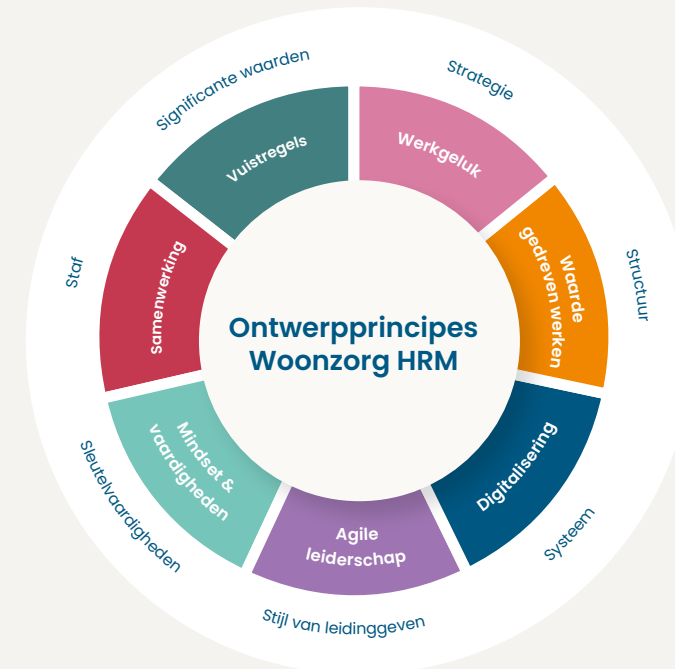 Ontwerpprincipes
Woonzorg HRM
Strategie
Werkgeluk
Structuur
Waarde
gedreven werken
Systeem
Digitalisering
Stijl van leidinggeven
Agile
leiderschap
Sleutelvaardigheden
Mindset &
vaardigheden
Staf
Samenwerking
Significante waarden
Vuistregels